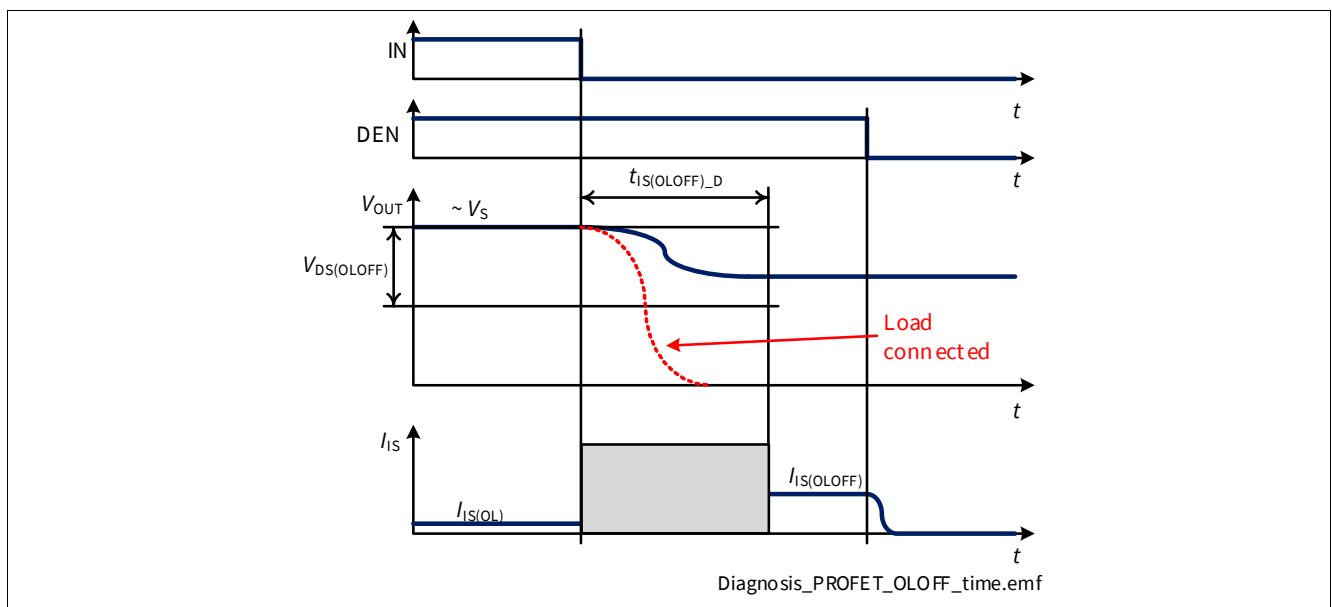 IN
t
DEN
t
tIS(OLOFF)_D
VOUT
~ VS
VDS(OLOFF)
Load
connected
t
IIS
IIS(OLOFF)
IIS(OL)
t
Diagnosis_PROFET_OLOFF_time.emf